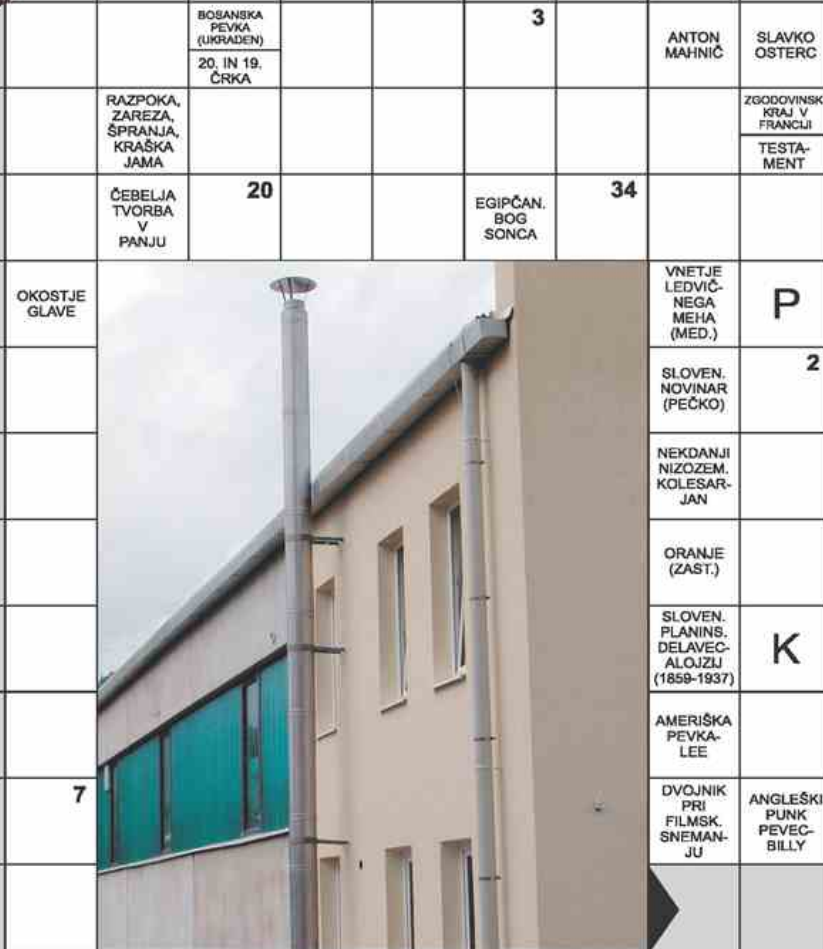 BOSANSKA
PEVKA
(UKRADEN)
20. IN 19.
ČRKA
3
ANTON
MAHNIČ
SLAVKO
OSTERC
RAZPOKA,
ZAREZA,
ŠPRANJA,
KRAŠKA
JAMA
ZGODOVINSK
KRAJ V
FRANCIJI
TESTA-
MENT
ČEBELJA
TVORBA
V
PANJU
20
EGIPČAN.
BOG
SONCA
34
OKOSTJE
GLAVE
VNETJE
LEDVIČ-
NEGA
MEHA
(MED.)
P
SLOVEN.
NOVINAR
(PEČKO)
2
NEKDANJI
NIZOZEM.
KOLESAR-
JAN
ORANJE
(ZAST.)
SLOVEN.
PLANINS.
DELAVEC-
ALOJZIJ
(1859-1937)
K
AMERIŠKA
PEVKA-
LEE
7
DVOJNIK
PRI
FILMSK.
SNEMAN-
JU
ANGLEŠKI
PUNK
PEVEC-
BILLY